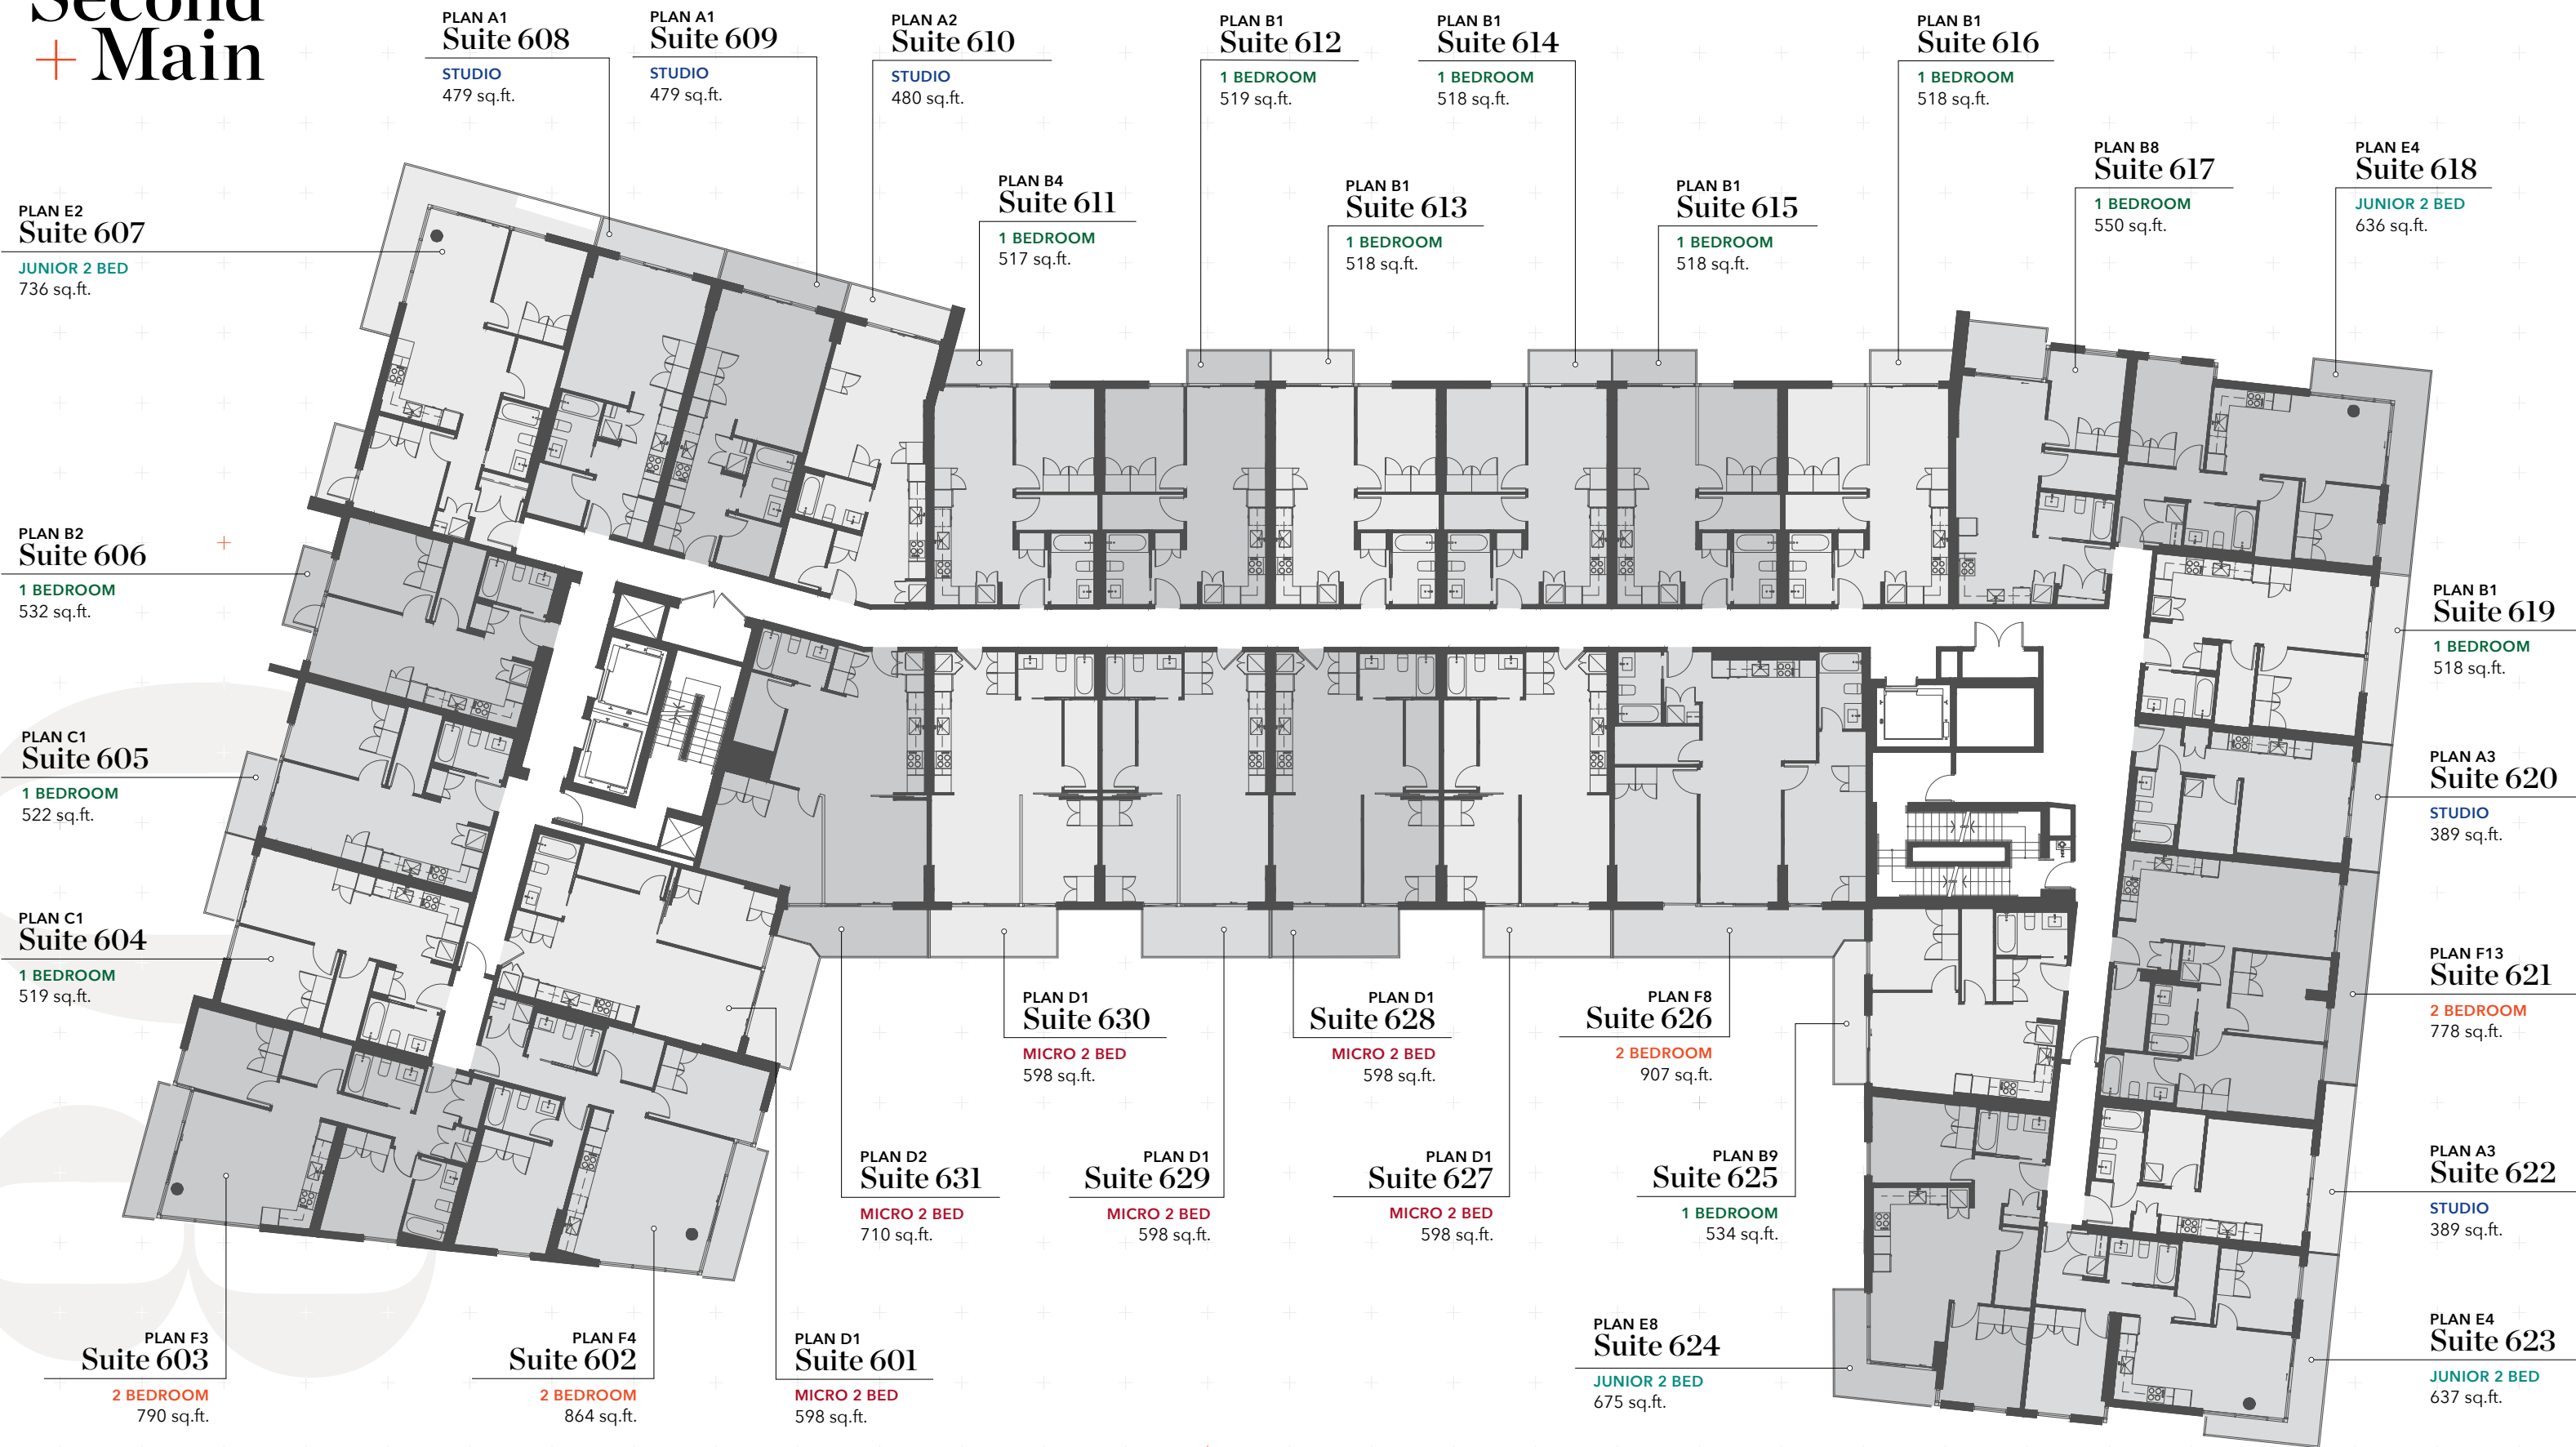 Second
+ Main
PLAN A1
Suite 608
STUDIO
479 sq.ft.
PLAN A1
Suite 609
STUDIO
479 sq.ft.
PLAN A2
Suite 610
STUDIO
480 sq.ft.
PLAN B1
Suite 612
1 BEDROOM
519 sq.ft.
PLAN B1
Suite 614
1 BEDROOM
518 sq.ft.
PLAN B1
Suite 616
1 BEDROOM
518 sq.ft.
PLAN B4
Suite 611
1 BEDROOM
517 sq.ft.
PLAN B1
Suite 613
1 BEDROOM
518 sq.ft.
PLAN B1
Suite 615
1 BEDROOM
518 sq.ft.
PLAN B8
Suite 617
1 BEDROOM
550 sq.ft.
PLAN E4
Suite 618
JUNIOR 2 BED
636 sq.ft.
PLAN E2
Suite 607
JUNIOR 2 BED
736 sq.ft.
PLAN B2
Suite 606
1 BEDROOM
532 sq.ft.
PLAN C1
Suite 605
1 BEDROOM
522 sq.ft.
PLAN C1
Suite 604
1 BEDROOM
519 sq.ft.
PLAN B1
Suite 619
1 BEDROOM
518 sq.ft.
PLAN A3
Suite 620
STUDIO
389 sq.ft.
PLAN F13
Suite 621
2 BEDROOM
778 sq.ft.
PLAN A3
Suite 622
STUDIO
389 sq.ft.
PLAN E4
Suite 623
JUNIOR 2 BED
637 sq.ft.
PLAN D1
Suite 630
MICRO 2 BED
598 sq.ft.
PLAN D1
Suite 628
MICRO 2 BED
598 sq.ft.
PLAN F8
Suite 626
2 BEDROOM
907 sq.ft.
PLAN D2
Suite 631
MICRO 2 BED
710 sq.ft.
PLAN D1
Suite 629
MICRO 2 BED
598 sq.ft.
PLAN D1
Suite 627
MICRO 2 BED
598 sq.ft.
PLAN B9
Suite 625
1 BEDROOM
534 sq.ft.
PLAN F3
Suite 603
2 BEDROOM
790 sq.ft.
PLAN F4
Suite 602
2 BEDROOM
864 sq.ft.
PLAN D1
Suite 601
MICRO 2 BED
598 sq.ft.
PLAN E8
Suite 624
JUNIOR 2 BED
675 sq.ft.